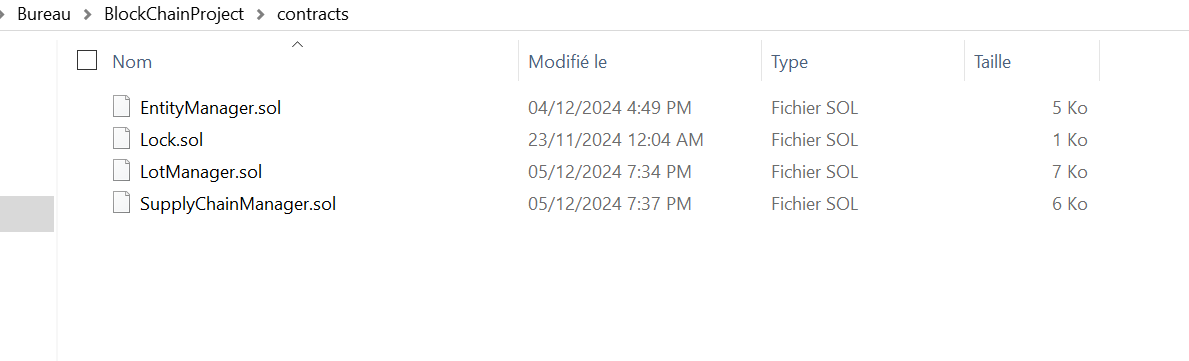 Bureau > BlockChainProject > contracts
Nom Modifié le Type Taille
EntityManager.sol 04/12/2024 4:49 PM Fichier SOL 5 Ko
Lock.sol 23/11/2024 12:04 AM Fichier SOL 1 Ko
LotManager.sol 05/12/2024 7:34 PM Fichier SOL 7 Ko
SupplyChainManager.sol 05/12/2024 7:37 PM Fichier SOL 6 Ko